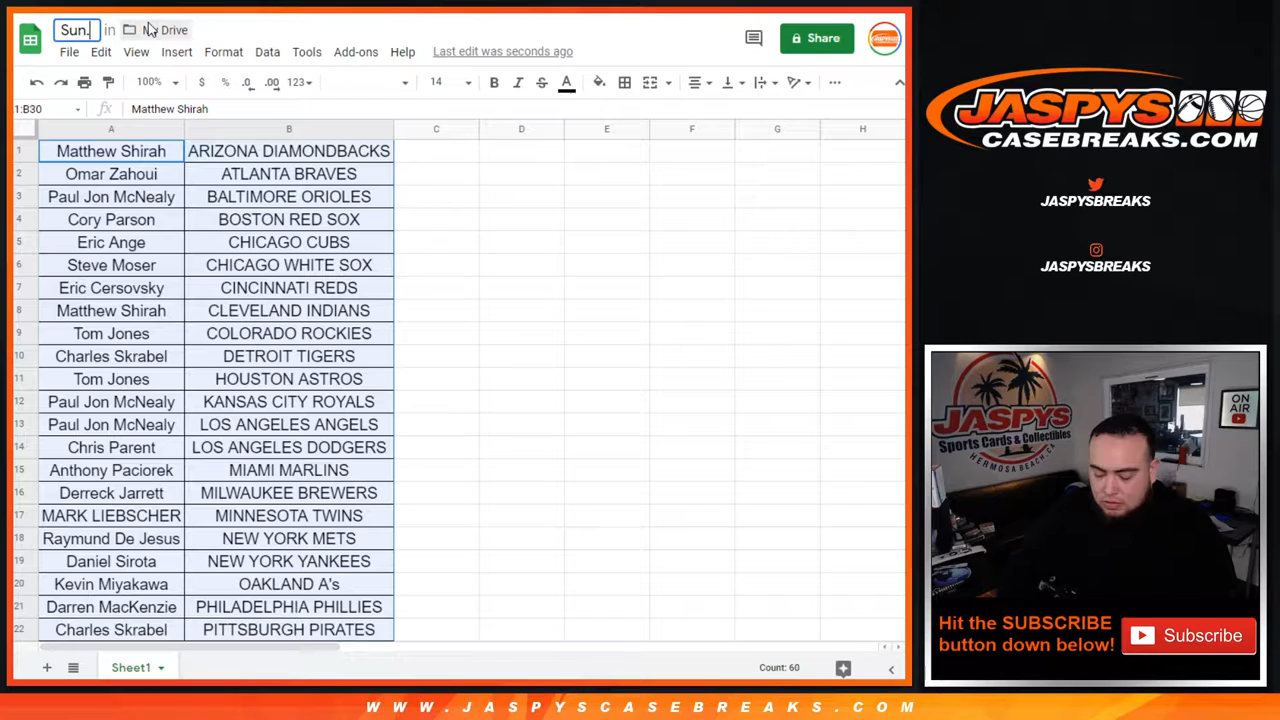 Sun. in My Drive
File Edit View Insert Format Data Tools Add-ons Help Last edit was seconds ago
Share
100% $ % .0 .00 123 14 B I S A
1:B30 fx Matthew Shirah
A B C D E F G H
1 Matthew Shirah ARIZONA DIAMONDBACKS
2 Omar Zahoui ATLANTA BRAVES
3 Paul Jon McNealy BALTIMORE ORIOLES
4 Cory Parson BOSTON RED SOX
5 Eric Ange CHICAGO CUBS
6 Steve Moser CHICAGO WHITE SOX
7 Eric Cersovsky CINCINNATI REDS
8 Matthew Shirah CLEVELAND INDIANS
9 Tom Jones COLORADO ROCKIES
10 Charles Skrabel DETROIT TIGERS
11 Tom Jones HOUSTON ASTROS
12 Paul Jon McNealy KANSAS CITY ROYALS
13 Paul Jon McNealy LOS ANGELES ANGELS
14 Chris Parent LOS ANGELES DODGERS
15 Anthony Paciorek MIAMI MARLINS
16 Derreck Jarrett MILWAUKEE BREWERS
17 MARK LIEBSCHER MINNESOTA TWINS
18 Raymund De Jesus NEW YORK METS
19 Daniel Sirota NEW YORK YANKEES
20 Kevin Miyakawa OAKLAND A's
21 Darren MacKenzie PHILADELPHIA PHILLIES
22 Charles Skrabel PITTSBURGH PIRATES
Sheet1 Count: 60
JASPYS
CASEBREAKS.COM
JASPYSBREAKS
JASPYSBREAKS
JASPYS
Sports Cards & Collectibles
HERMOSA BEACH, CA
ON AIR
Hit the SUBSCRIBE
button down below!
Subscribe
WWW.JASPYSCASEBREAKS.COM